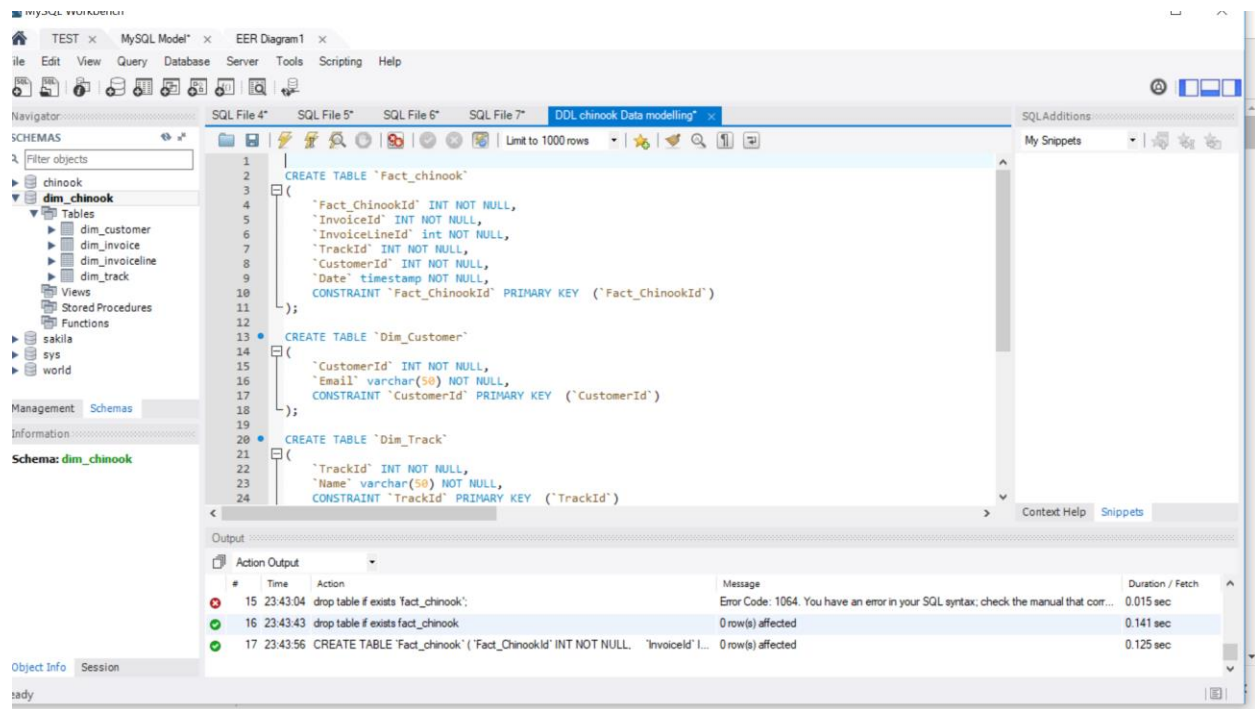 MySQL Workbench
TEST × MySQL Model* × EER Diagram1 ×
ile Edit View Query Database Server Tools Scripting Help
Navigator
SCHEMAS
Filter objects
chinook
dim_chinook
Tables
dim_customer
dim_invoice
dim_invoiceline
dim_track
Views
Stored Procedures
Functions
sakila
sys
world
Management Schemas
Information
Schema: dim_chinook
Object Info Session
eady
SQL File 4* SQL File 5* SQL File 6* SQL File 7* DDL chinook Data modelling* ×
Limit to 1000 rows
1
2 CREATE TABLE `Fact_chinook`
3 (
4 `Fact_ChinookId` INT NOT NULL,
5 `InvoiceId` INT NOT NULL,
6 `InvoiceLineId` int NOT NULL,
7 `TrackId` INT NOT NULL,
8 `CustomerId` INT NOT NULL,
9 `Date` timestamp NOT NULL,
10 CONSTRAINT `Fact_ChinookId` PRIMARY KEY (`Fact_ChinookId`)
11 );
12
13 CREATE TABLE `Dim_Customer`
14 (
15 `CustomerId` INT NOT NULL,
16 `Email` varchar(50) NOT NULL,
17 CONSTRAINT `CustomerId` PRIMARY KEY (`CustomerId`)
18 );
19
20 CREATE TABLE `Dim_Track`
21 (
22 `TrackId` INT NOT NULL,
23 `Name` varchar(50) NOT NULL,
24 CONSTRAINT `TrackId` PRIMARY KEY (`TrackId`)
SQLAdditions
My Snippets
Context Help Snippets
Output
Action Output
# Time Action Message Duration / Fetch
15 23:43:04 drop table if exists 'fact_chinook'; Error Code: 1064. You have an error in your SQL syntax; check the manual that corr... 0.015 sec
16 23:43:43 drop table if exists fact_chinook 0 row(s) affected 0.141 sec
17 23:43:56 CREATE TABLE `Fact_chinook` ( `Fact_ChinookId` INT NOT NULL, `InvoiceId` I... 0 row(s) affected 0.125 sec